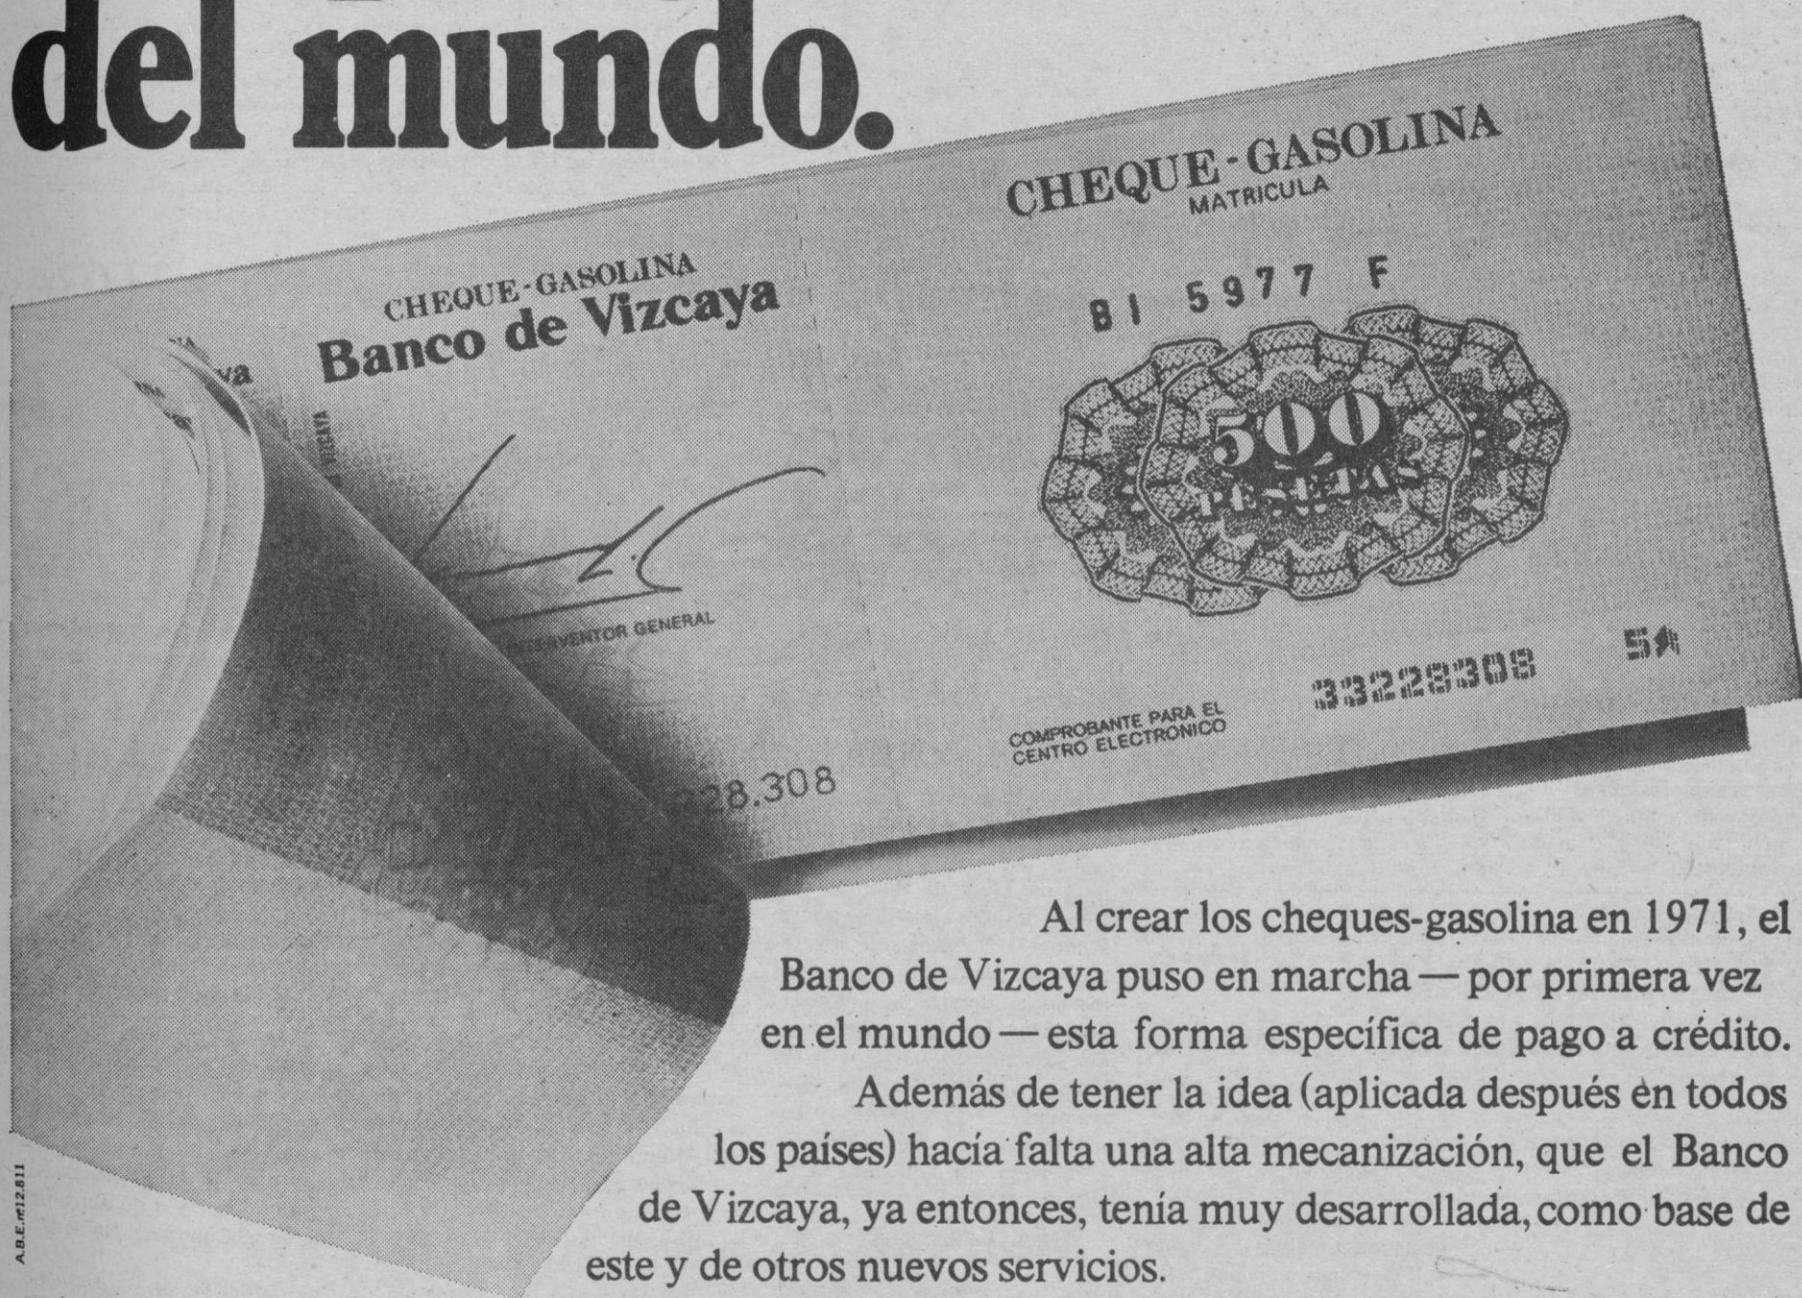 del mundo.
CHEQUE-GASOLINA
Banco de Vizcaya
INTERVENTOR GENERAL
28.308
CHEQUE-GASOLINA
MATRICULA
BI 5977 F
500
PESETAS
33228308
COMPROBANTE PARA EL
CENTRO ELECTRONICO
Al crear los cheques-gasolina en 1971, el
Banco de Vizcaya puso en marcha — por primera vez
en el mundo — esta forma específica de pago a crédito.
Además de tener la idea (aplicada después en todos
los países) hacía falta una alta mecanización, que el Banco
de Vizcaya, ya entonces, tenía muy desarrollada, como base de
este y de otros nuevos servicios.